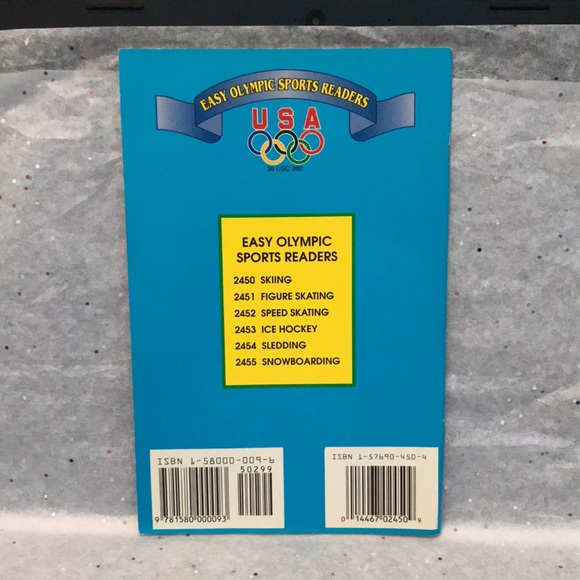 EASY OLYMPIC SPORTS READERS
USA
36 USC 380
EASY OLYMPIC
SPORTS READERS
2450 SKIING
2451 FIGURE SKATING
2452 SPEED SKATING
2453 ICE HOCKEY
2454 SLEDDING
2455 SNOWBOARDING
ISBN 1-58000-009-6
50299
9 781580 000093
ISBN 1-57690-450-4
0 14467 02450 9